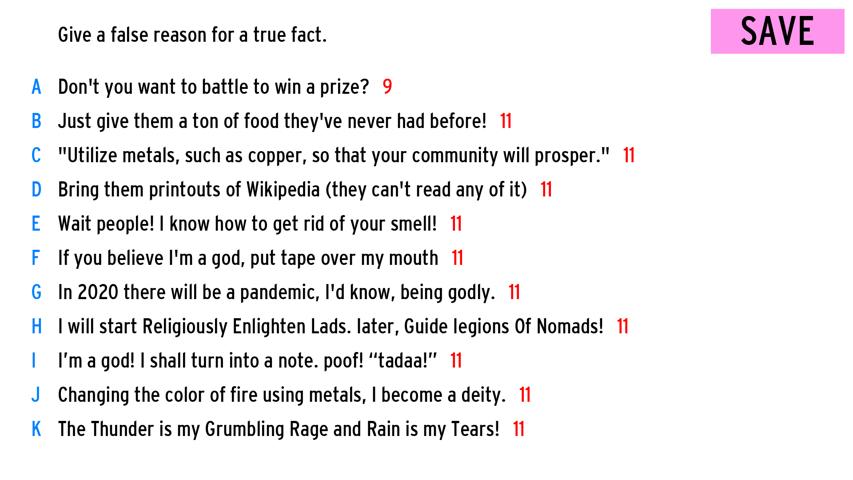 Give a false reason for a true fact.
SAVE
A Don't you want to battle to win a prize? 9
B Just give them a ton of food they've never had before! 11
C "Utilize metals, such as copper, so that your community will prosper." 11
D Bring them printouts of Wikipedia (they can't read any of it) 11
E Wait people! I know how to get rid of your smell! 11
F If you believe I'm a god, put tape over my mouth 11
G In 2020 there will be a pandemic, I'd know, being godly. 11
H I will start Religiously Enlighten Lads. later, Guide legions Of Nomads! 11
I I’m a god! I shall turn into a note. poof! “tadaa!” 11
J Changing the color of fire using metals, I become a deity. 11
K The Thunder is my Grumbling Rage and Rain is my Tears! 11